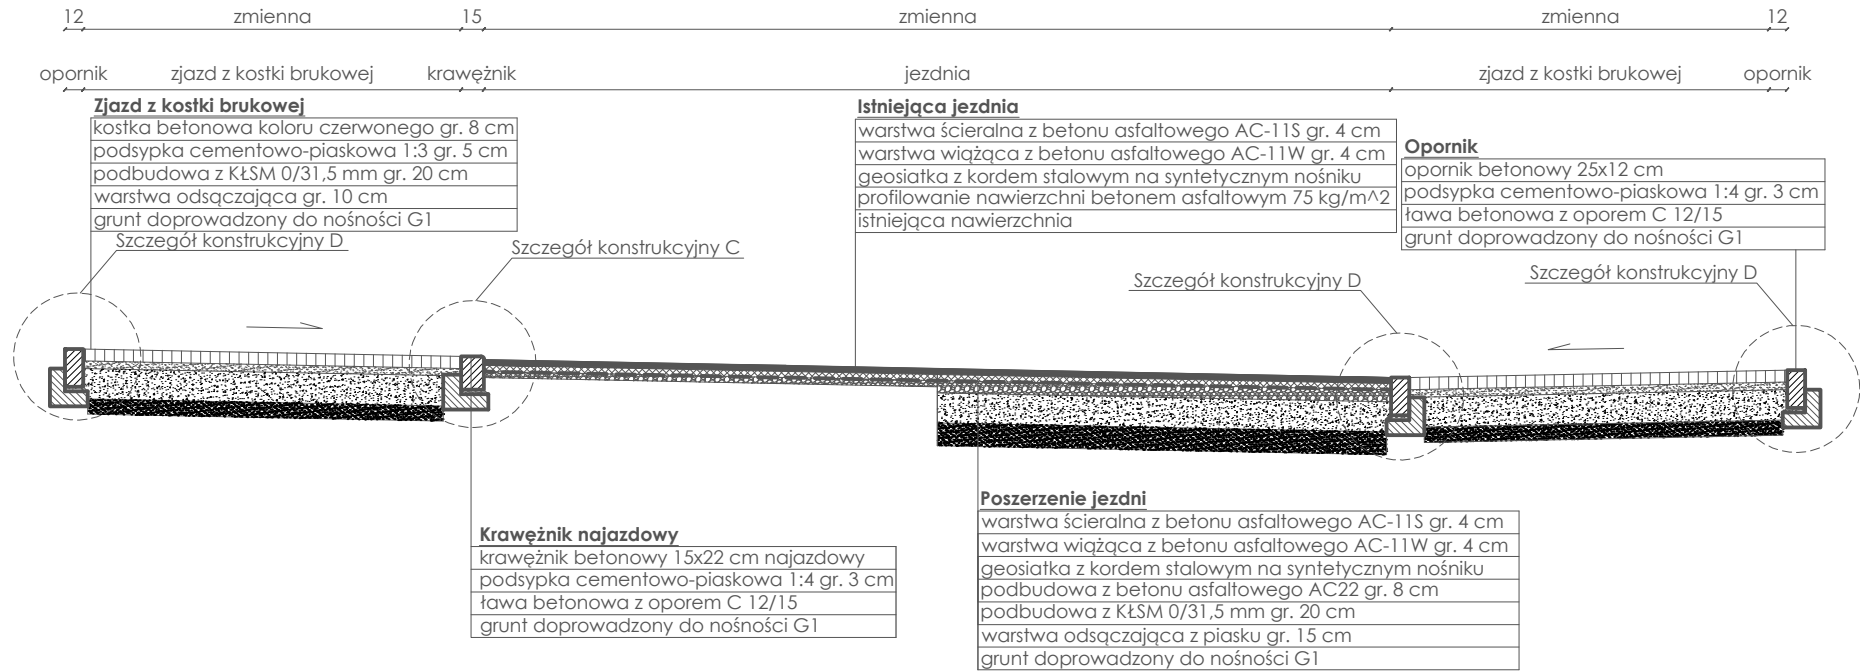 12 zmienna 15 zmienna zmienna 12
opornik zjazd z kostki brukowej krawężnik jezdnia zjazd z kostki brukowej opornik
Zjazd z kostki brukowej
kostka betonowa koloru czerwonego gr. 8 cm
podsypka cementowo-piaskowa 1:3 gr. 5 cm
podbudowa z KŁSM 0/31,5 mm gr. 20 cm
warstwa odsączająca gr. 10 cm
grunt doprowadzony do nośności G1
Istniejąca jezdnia
warstwa ścieralna z betonu asfaltowego AC-11S gr. 4 cm
warstwa wiążąca z betonu asfaltowego AC-11W gr. 4 cm
geosiatka z kordem stalowym na syntetycznym nośniku
profilowanie nawierzchni betonem asfaltowym 75 kg/m^2
istniejąca nawierzchnia
Opornik
opornik betonowy 25x12 cm
podsypka cementowo-piaskowa 1:4 gr. 3 cm
ława betonowa z oporem C 12/15
grunt doprowadzony do nośności G1
Szczegół konstrukcyjny D
Szczegół konstrukcyjny C
Szczegół konstrukcyjny D
Szczegół konstrukcyjny D
Krawężnik najazdowy
krawężnik betonowy 15x22 cm najazdowy
podsypka cementowo-piaskowa 1:4 gr. 3 cm
ława betonowa z oporem C 12/15
grunt doprowadzony do nośności G1
Poszerzenie jezdni
warstwa ścieralna z betonu asfaltowego AC-11S gr. 4 cm
warstwa wiążąca z betonu asfaltowego AC-11W gr. 4 cm
geosiatka z kordem stalowym na syntetycznym nośniku
podbudowa z betonu asfaltowego AC22 gr. 8 cm
podbudowa z KŁSM 0/31,5 mm gr. 20 cm
warstwa odsączająca z piasku gr. 15 cm
grunt doprowadzony do nośności G1